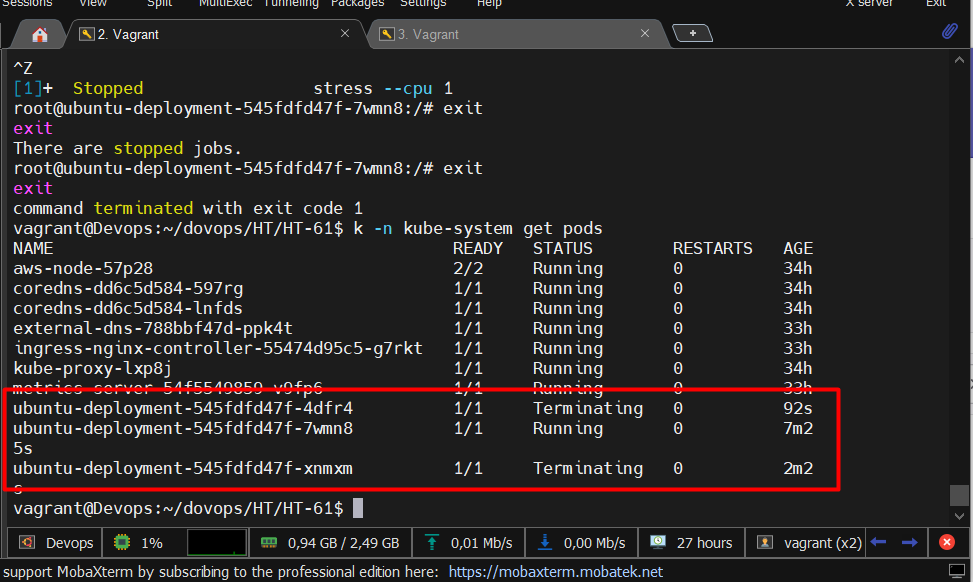 Sessions View Split MultiExec Tunneling Packages Settings Help X server Exit
2. Vagrant 3. Vagrant
^Z
[1]+ Stopped stress --cpu 1
root@ubuntu-deployment-545fdfd47f-7wmn8:/# exit
exit
There are stopped jobs.
root@ubuntu-deployment-545fdfd47f-7wmn8:/# exit
exit
command terminated with exit code 1
vagrant@Devops:~/dovops/HT/HT-61$ k -n kube-system get pods
NAME READY STATUS RESTARTS AGE
aws-node-57p28 2/2 Running 0 34h
coredns-dd6c5d584-597rg 1/1 Running 0 34h
coredns-dd6c5d584-lnfds 1/1 Running 0 34h
external-dns-788bbf47d-ppk4t 1/1 Running 0 33h
ingress-nginx-controller-55474d95c5-g7rkt 1/1 Running 0 33h
kube-proxy-lxp8j 1/1 Running 0 34h
metrics-server-54f5549859-v9fp6 1/1 Running 0 33h
ubuntu-deployment-545fdfd47f-4dfr4 1/1 Terminating 0 92s
ubuntu-deployment-545fdfd47f-7wmn8 1/1 Running 0 7m2
5s
ubuntu-deployment-545fdfd47f-xnmxm 1/1 Terminating 0 2m2
s
vagrant@Devops:~/dovops/HT/HT-61$
Devops 1% 0,94 GB / 2,49 GB 0,01 Mb/s 0,00 Mb/s 27 hours vagrant (x2)
support MobaXterm by subscribing to the professional edition here: https://mobaxterm.mobatek.net